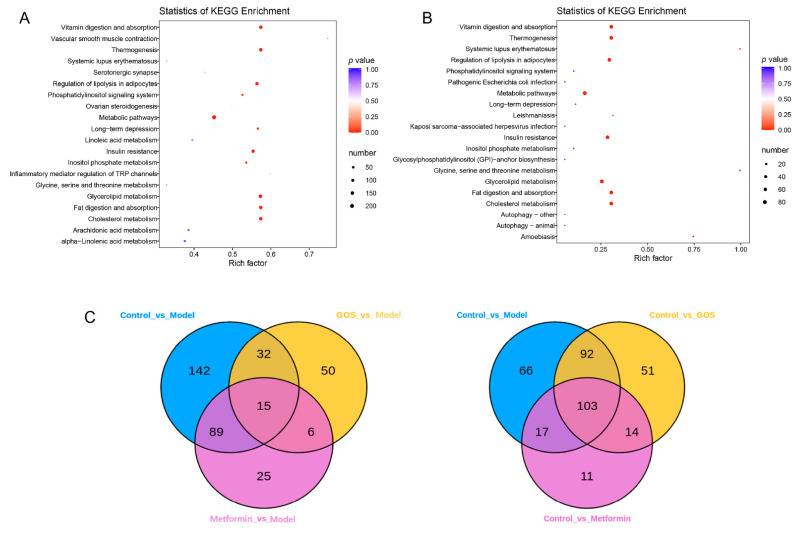 A
Statistics of KEGG Enrichment
Vitamin digestion and absorption
Vascular smooth muscle contraction
Thermogenesis
Systemic lupus erythematosus
Serotonergic synapse
Regulation of lipolysis in adipocytes
Phosphatidylinositol signaling system
Ovarian steroidogenesis
Metabolic pathways
Long−term depression
Linoleic acid metabolism
Insulin resistance
Inositol phosphate metabolism
Inflammatory mediator regulation of TRP channels
Glycine, serine and threonine metabolism
Glycerolipid metabolism
Fat digestion and absorption
Cholesterol metabolism
Arachidonic acid metabolism
alpha−Linolenic acid metabolism
0.4 0.5 0.6 0.7
Rich factor
p value
1.00
0.75
0.50
0.25
0.00
number
50
100
150
200
B
Statistics of KEGG Enrichment
Vitamin digestion and absorption
Thermogenesis
Systemic lupus erythematosus
Regulation of lipolysis in adipocytes
Phosphatidylinositol signaling system
Pathogenic Escherichia coli infection
Metabolic pathways
Long−term depression
Leishmaniasis
Kaposi sarcoma−associated herpesvirus infection
Insulin resistance
Inositol phosphate metabolism
Glycosylphosphatidylinositol (GPI)−anchor biosynthesis
Glycine, serine and threonine metabolism
Glycerolipid metabolism
Fat digestion and absorption
Cholesterol metabolism
Autophagy − other
Autophagy − animal
Amoebiasis
0.25 0.50 0.75 1.00
Rich factor
p value
1.00
0.75
0.50
0.25
0.00
number
20
40
60
80
C
Control_vs_Model
GOS_vs_Model
142
32
50
15
89
6
25
Metformin_vs_Model
Control_vs_Model
Control_vs_GOS
66
92
51
103
17
14
11
Control_vs_Metformin